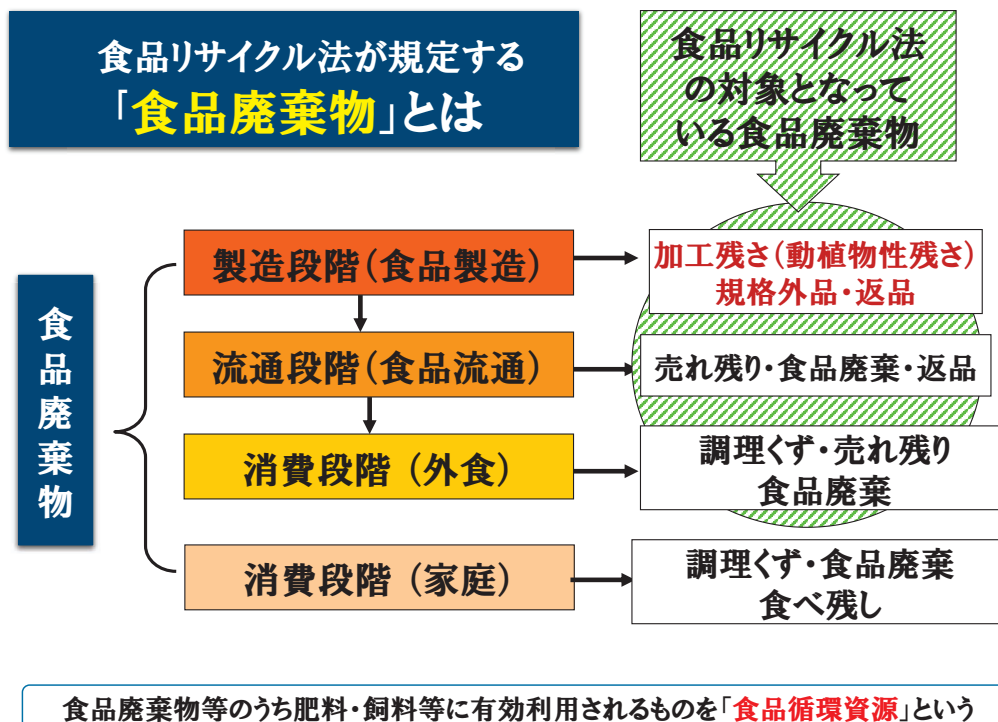 食品リサイクル法が規定する
「食品廃棄物」とは
食品リサイクル法
の対象となって
いる食品廃棄物
食品廃棄物
製造段階(食品製造)
加工残さ(動植物性残さ)
規格外品・返品
流通段階(食品流通)
売れ残り・食品廃棄・返品
消費段階 (外食)
調理くず・売れ残り
食品廃棄
消費段階 (家庭)
調理くず・食品廃棄
食べ残し
食品廃棄物等のうち肥料・飼料等に有効利用されるものを「食品循環資源」という